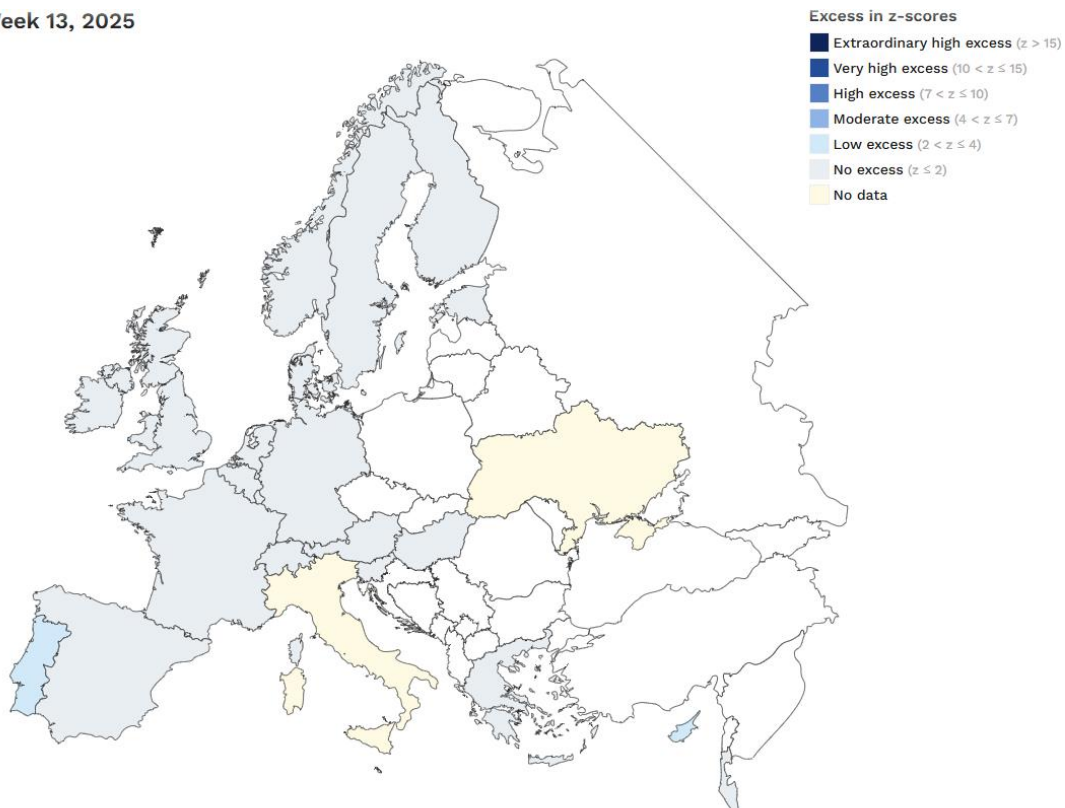 eek 13, 2025
Excess in z-scores
Extraordinary high excess (z > 15)
Very high excess (10 < z ≤ 15)
High excess (7 < z ≤ 10)
Moderate excess (4 < z ≤ 7)
Low excess (2 < z ≤ 4)
No excess (z ≤ 2)
No data